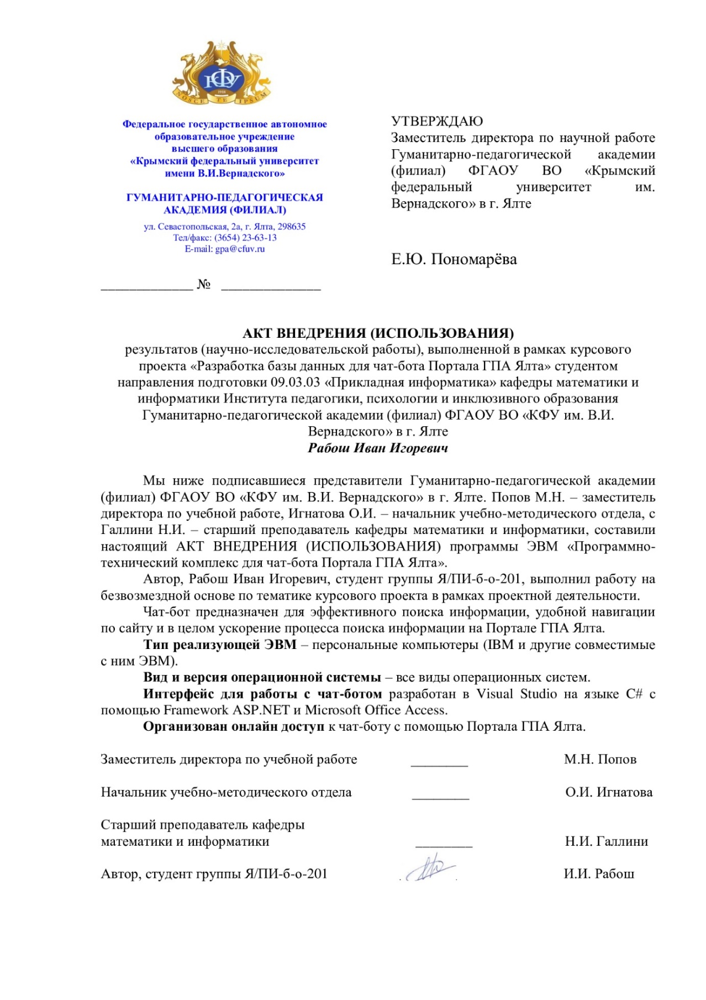 КФУ
1918
NOSCE TE IPSUM
Федеральное государственное автономное
образовательное учреждение
высшего образования
«Крымский федеральный университет
имени В.И.Вернадского»
ГУМАНИТАРНО-ПЕДАГОГИЧЕСКАЯ
АКАДЕМИЯ (ФИЛИАЛ)
ул. Севастопольская, 2а, г. Ялта, 298635
Тел/факс: (3654) 23-63-13
E-mail: gpa@cfuv.ru
_____________ № ______________
УТВЕРЖДАЮ
Заместитель директора по научной работе
Гуманитарно-педагогической академии
(филиал) ФГАОУ ВО «Крымский
федеральный университет им.
Вернадского» в г. Ялте
Е.Ю. Пономарёва
АКТ ВНЕДРЕНИЯ (ИСПОЛЬЗОВАНИЯ)
результатов (научно-исследовательской работы), выполненной в рамках курсового
проекта «Разработка базы данных для чат-бота Портала ГПА Ялта» студентом
направления подготовки 09.03.03 «Прикладная информатика» кафедры математики и
информатики Института педагогики, психологии и инклюзивного образования
Гуманитарно-педагогической академии (филиал) ФГАОУ ВО «КФУ им. В.И.
Вернадского» в г. Ялте
Рабош Иван Игоревич
Мы ниже подписавшиеся представители Гуманитарно-педагогической академии
(филиал) ФГАОУ ВО «КФУ им. В.И. Вернадского» в г. Ялте. Попов М.Н. – заместитель
директора по учебной работе, Игнатова О.И. – начальник учебно-методического отдела, с
Галлини Н.И. – старший преподаватель кафедры математики и информатики, составили
настоящий АКТ ВНЕДРЕНИЯ (ИСПОЛЬЗОВАНИЯ) программы ЭВМ «Программно-
технический комплекс для чат-бота Портала ГПА Ялта».
Автор, Рабош Иван Игоревич, студент группы Я/ПИ-б-о-201, выполнил работу на
безвозмездной основе по тематике курсового проекта в рамках проектной деятельности.
Чат-бот предназначен для эффективного поиска информации, удобной навигации
по сайту и в целом ускорение процесса поиска информации на Портале ГПА Ялта.
Тип реализующей ЭВМ – персональные компьютеры (IBM и другие совместимые
с ним ЭВМ).
Вид и версия операционной системы – все виды операционных систем.
Интерфейс для работы с чат-ботом разработан в Visual Studio на языке C# с
помощью Framework ASP.NET и Microsoft Office Access.
Организован онлайн доступ к чат-боту с помощью Портала ГПА Ялта.
Заместитель директора по учебной работе ________ М.Н. Попов
Начальник учебно-методического отдела ________ О.И. Игнатова
Старший преподаватель кафедры
математики и информатики ________ Н.И. Галлини
Автор, студент группы Я/ПИ-б-о-201 И.И. Рабош